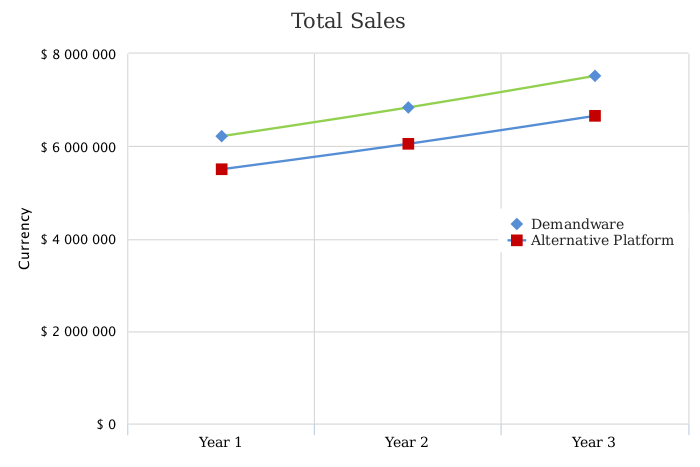 Total Sales
$ 8 000 000
$ 6 000 000
$ 4 000 000
$ 2 000 000
$ 0
Currency
Demandware
Alternative Platform
Year 1
Year 2
Year 3